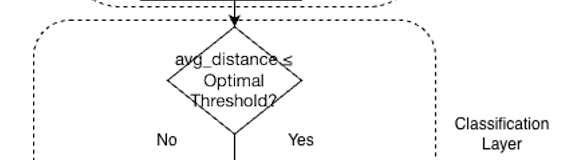 avg_distance ≤
Optimal
Threshold?
No
Yes
Classification
Layer